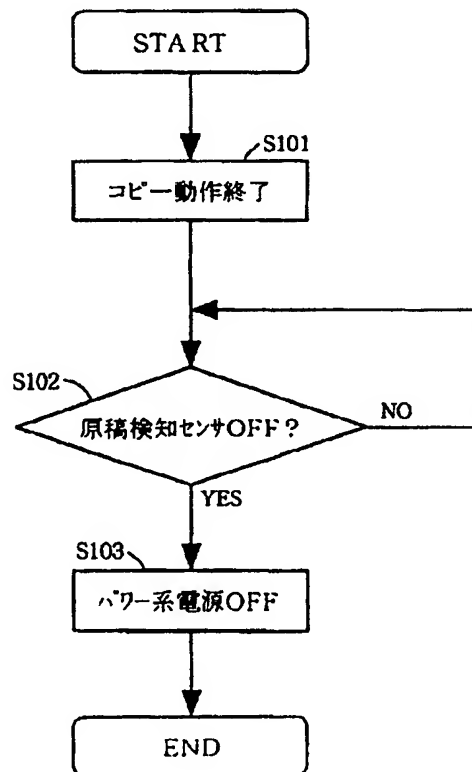 START
S101
コピー動作終了
S102
原稿検知センサOFF?
NO
YES
S103
パワー系電源OFF
END